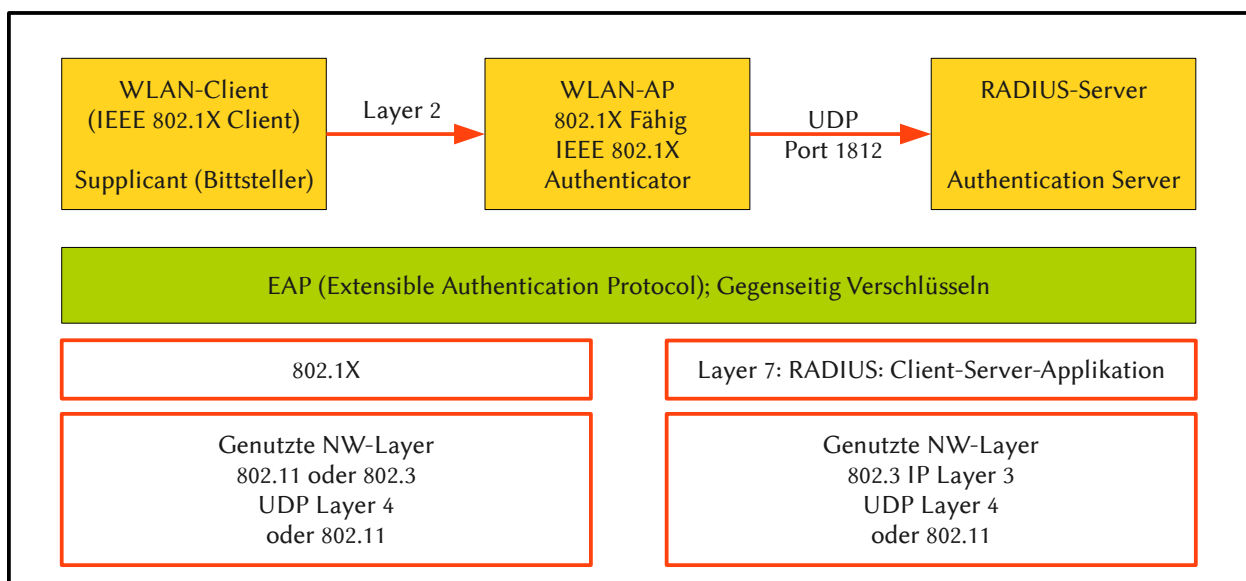 WLAN-Client
(IEEE 802.1X Client)
Supplicant (Bittsteller)
Layer 2
WLAN-AP
802.1X Fähig
IEEE 802.1X
Authenticator
UDP
Port 1812
RADIUS-Server
Authentication Server
EAP (Extensible Authentication Protocol); Gegenseitig Verschlüsseln
802.1X
Layer 7: RADIUS: Client-Server-Applikation
Genutzte NW-Layer
802.11 oder 802.3
UDP Layer 4
oder 802.11
Genutzte NW-Layer
802.3 IP Layer 3
UDP Layer 4
oder 802.11